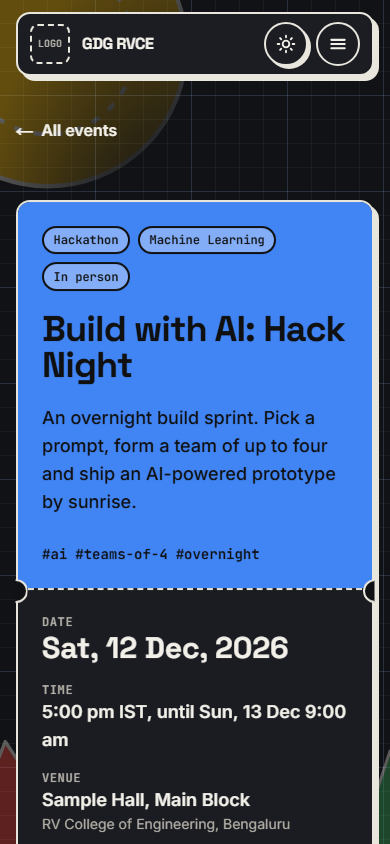 LOGO
GDG RVCE
← All events
Hackathon
Machine Learning
In person
Build with AI: Hack
Night
An overnight build sprint. Pick a
prompt, form a team of up to four
and ship an AI-powered prototype
by sunrise.
#ai #teams-of-4 #overnight
DATE
Sat, 12 Dec, 2026
TIME
5:00 pm IST, until Sun, 13 Dec 9:00
am
VENUE
Sample Hall, Main Block
RV College of Engineering, Bengaluru